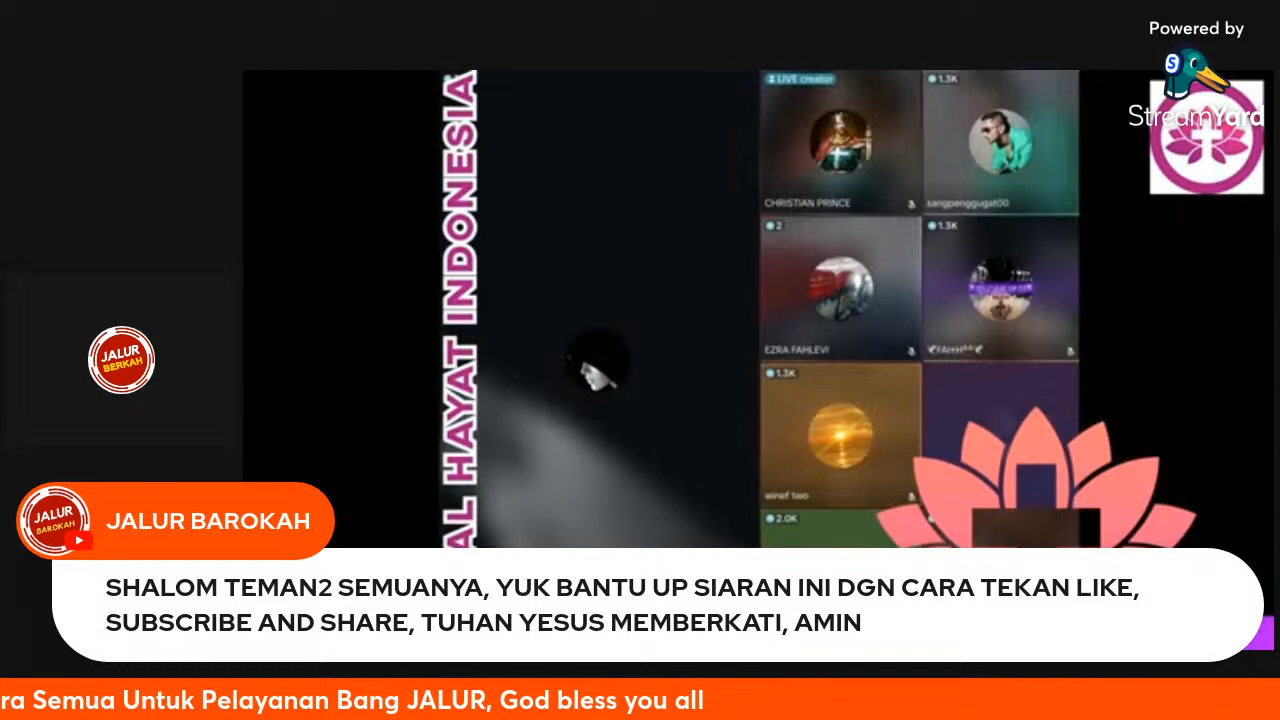 Powered by
StreamYard
AL HAYAT INDONESIA
LIVE creator
1.3K
CHRISTIAN PRINCE
sangpenggugat00
2
1.3K
EZRA FAHLEVI
1.3K
winef two
2.0K
JALUR
BERKAH
JALUR
BAROKAH
JALUR BAROKAH
SHALOM TEMAN2 SEMUANYA, YUK BANTU UP SIARAN INI DGN CARA TEKAN LIKE,
SUBSCRIBE AND SHARE, TUHAN YESUS MEMBERKATI, AMIN
ra Semua Untuk Pelayanan Bang JALUR, God bless you all